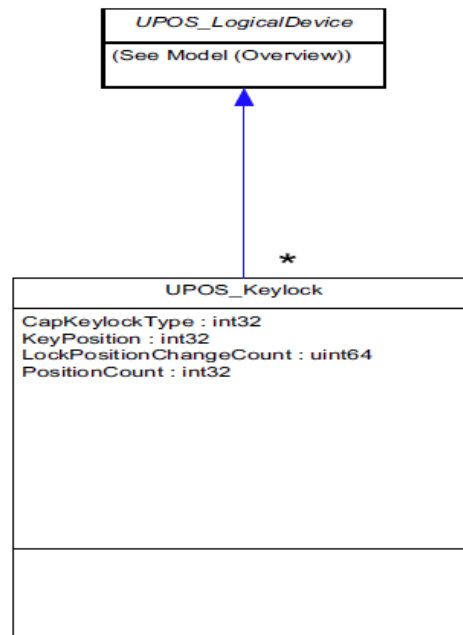 UPOS_LogicalDevice
(See Model (Overview))
*
UPOS_Keylock
CapKeylockType : int32
KeyPosition : int32
LockPositionChangeCount : uint64
PositionCount : int32